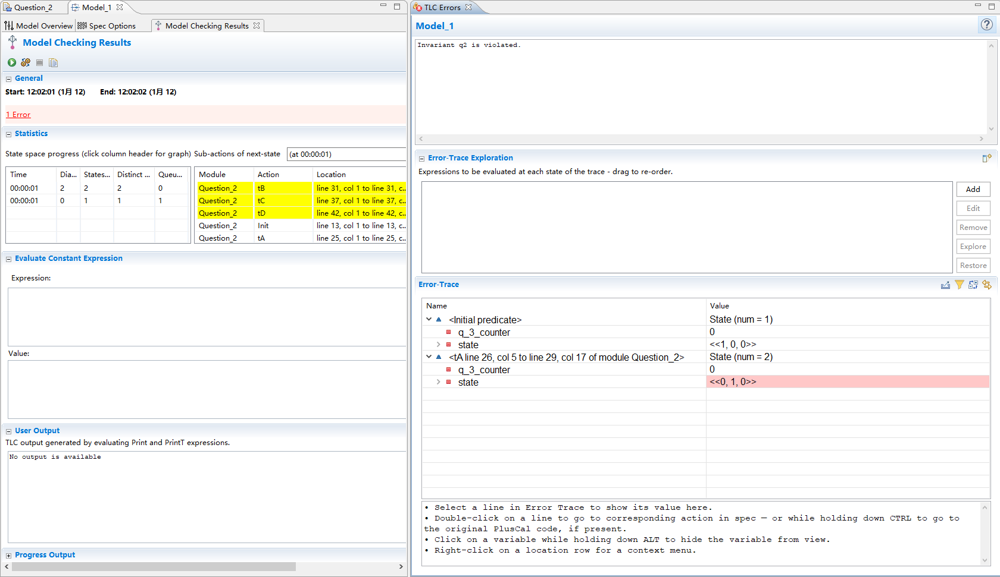 Question_2
Model_1
Model Overview
Spec Options
Model Checking Results
Model Checking Results
General
Start: 12:02:01 (1月 12) End: 12:02:02 (1月 12)
1 Error
Statistics
State space progress (click column header for graph) Sub-actions of next-state (at 00:00:01)
Time Dia... States... Distinct ... Queu...
00:00:01 2 2 2 0
00:00:01 0 1 1 1
Module Action Location
Question_2 tB line 31, col 1 to line 31, c...
Question_2 tC line 37, col 1 to line 37, c...
Question_2 tD line 42, col 1 to line 42, c...
Question_2 Init line 13, col 1 to line 13, c...
Question_2 tA line 25, col 1 to line 25, c...
Evaluate Constant Expression
Expression:
Value:
User Output
TLC output generated by evaluating Print and PrintT expressions.
No output is available
Progress Output
TLC Errors
Model_1
Invariant q2 is violated.
Error-Trace Exploration
Expressions to be evaluated at each state of the trace - drag to re-order.
Add
Edit
Remove
Explore
Restore
Error-Trace
Name Value
<Initial predicate> State (num = 1)
q_3_counter 0
state <<1, 0, 0>>
<tA line 26, col 5 to line 29, col 17 of module Question_2> State (num = 2)
q_3_counter 0
state <<0, 1, 0>>
• Select a line in Error Trace to show its value here.
• Double-click on a line to go to corresponding action in spec — or while holding down CTRL to go to
the original PlusCal code, if present.
• Click on a variable while holding down ALT to hide the variable from view.
• Right-click on a location row for a context menu.